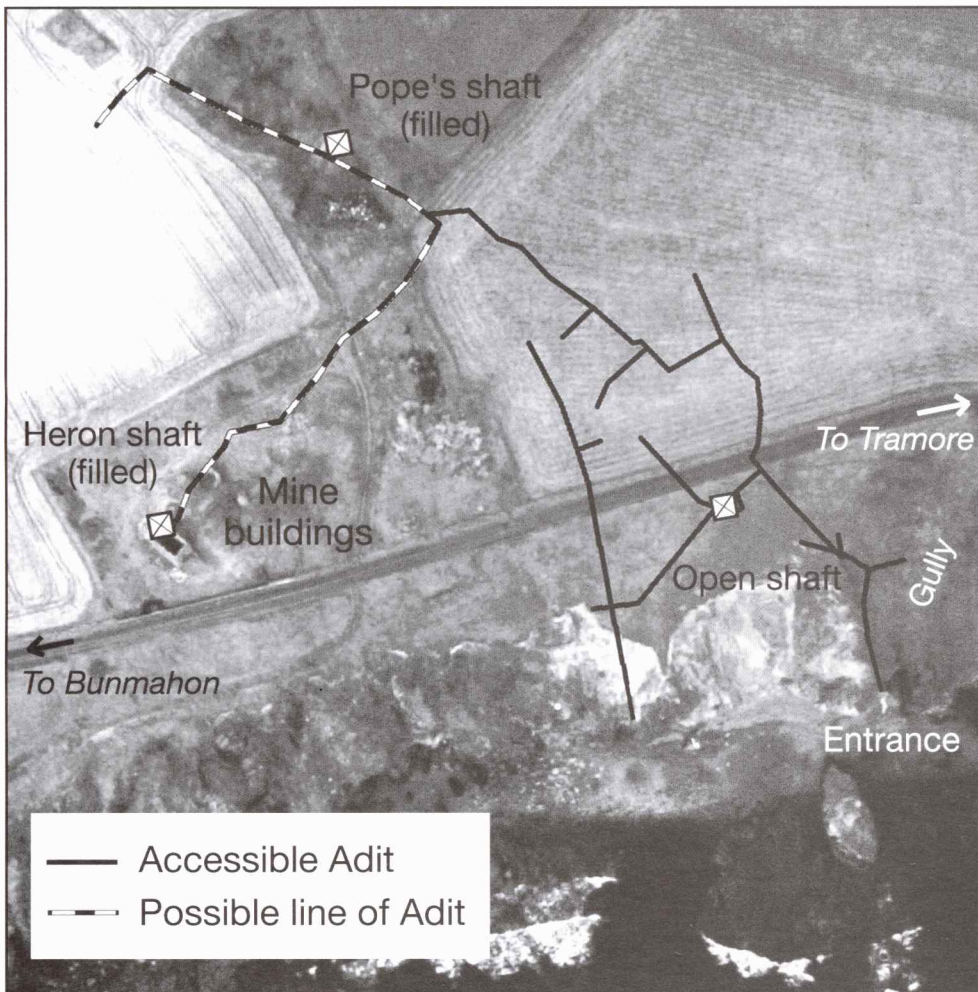 Pope's shaft
(filled)
Heron shaft
(filled)
Mine
buildings
To Tramore
Open shaft
Gully
To Bunmahon
Entrance
Accessible Adit
Possible line of Adit